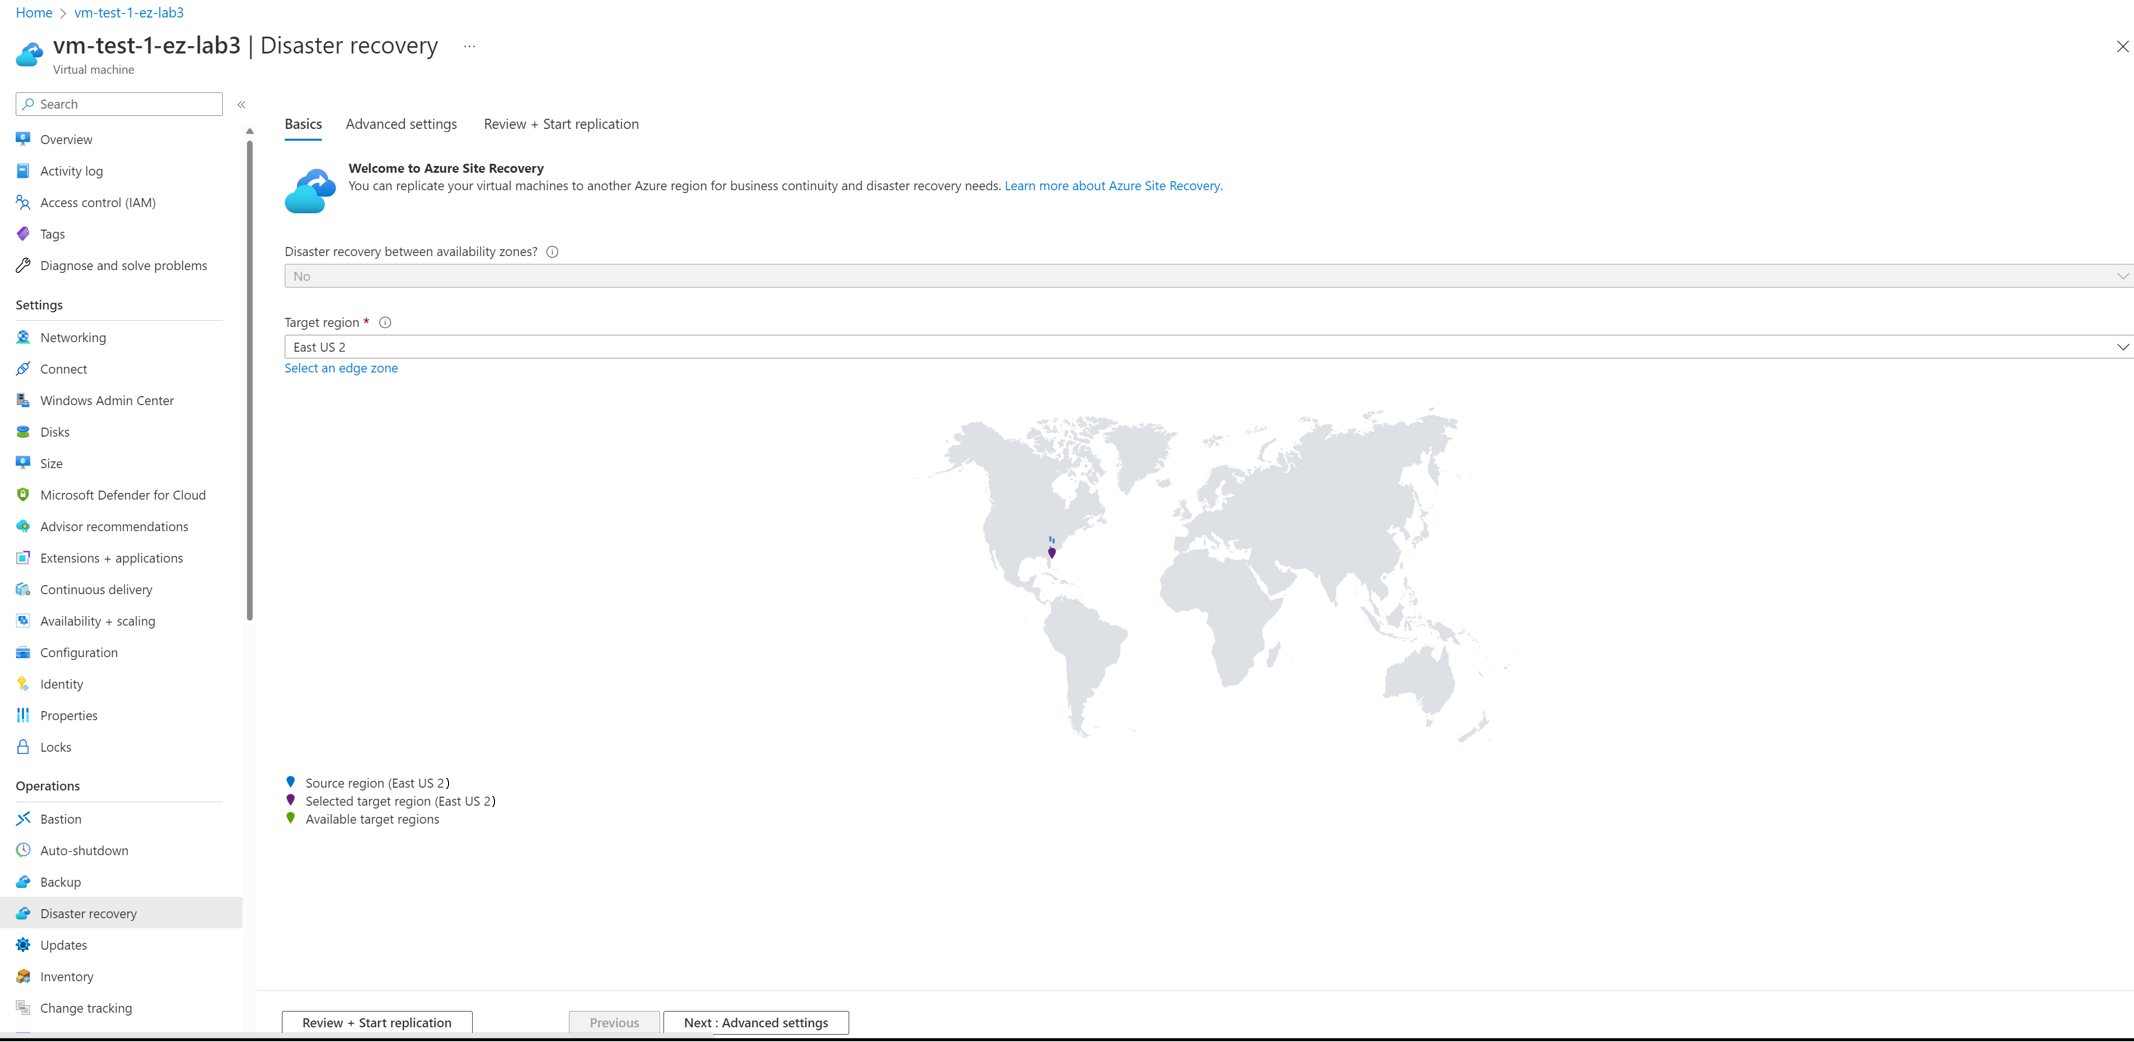 Home > vm-test-1-ez-lab3
vm-test-1-ez-lab3 | Disaster recovery ...
Virtual machine
Search «
Overview
Activity log
Access control (IAM)
Tags
Diagnose and solve problems
Settings
Networking
Connect
Windows Admin Center
Disks
Size
Microsoft Defender for Cloud
Advisor recommendations
Extensions + applications
Continuous delivery
Availability + scaling
Configuration
Identity
Properties
Locks
Operations
Bastion
Auto-shutdown
Backup
Disaster recovery
Updates
Inventory
Change tracking
Basics Advanced settings Review + Start replication
Welcome to Azure Site Recovery
You can replicate your virtual machines to another Azure region for business continuity and disaster recovery needs. Learn more about Azure Site Recovery.
Disaster recovery between availability zones?
No
Target region *
East US 2
Select an edge zone
Source region (East US 2)
Selected target region (East US 2)
Available target regions
Review + Start replication Previous Next : Advanced settings